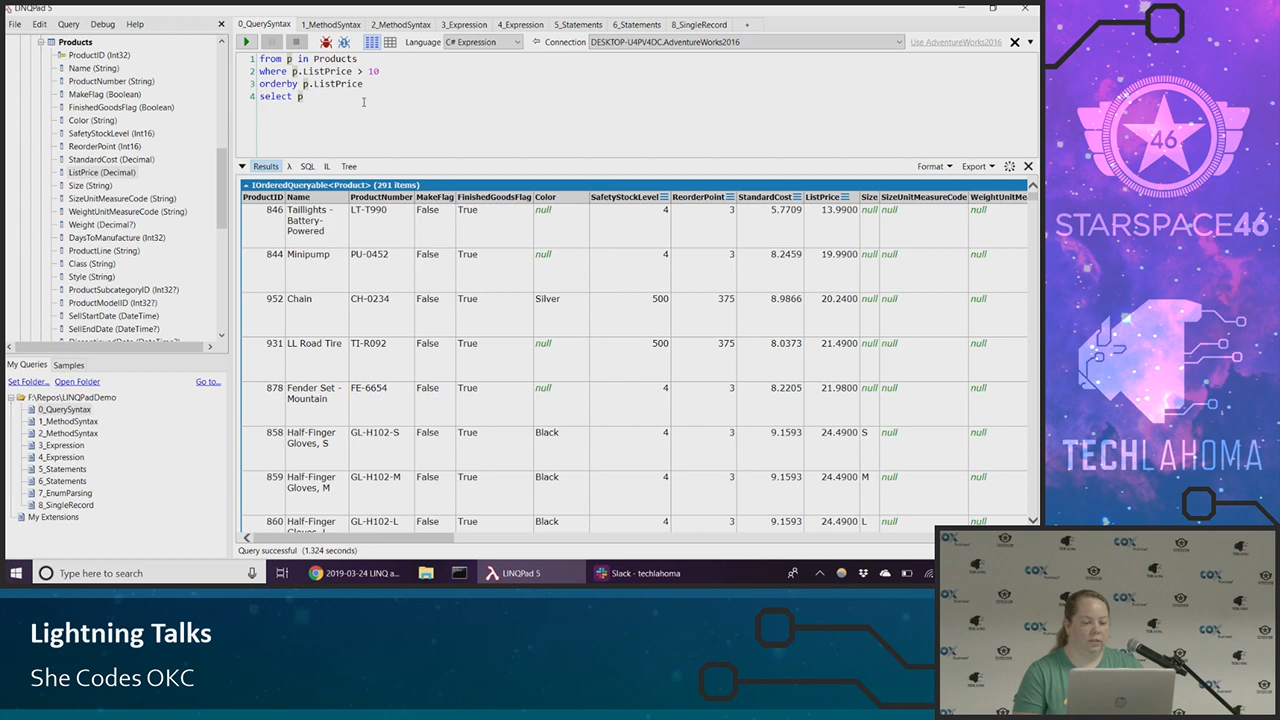 LINQPad 5
File Edit Query Debug Help
0_QuerySyntax 1_MethodSyntax 2_MethodSyntax 3_Expression 4_Expression 5_Statements 6_Statements 8_SingleRecord +
Language C# Expression Connection DESKTOP-U4PV4DC.AdventureWorks2016 Use AdventureWorks2016
Products
ProductID (Int32)
Name (String)
ProductNumber (String)
MakeFlag (Boolean)
FinishedGoodsFlag (Boolean)
Color (String)
SafetyStockLevel (Int16)
ReorderPoint (Int16)
StandardCost (Decimal)
ListPrice (Decimal)
Size (String)
SizeUnitMeasureCode (String)
WeightUnitMeasureCode (String)
Weight (Decimal?)
DaysToManufacture (Int32)
ProductLine (String)
Class (String)
Style (String)
ProductSubcategoryID (Int32?)
ProductModelID (Int32?)
SellStartDate (DateTime)
SellEndDate (DateTime?)
DiscontinuedDate (DateTime?)
My Queries Samples
Set Folder... Open Folder Go to...
F:\Repos\LINQPadDemo
0_QuerySyntax
1_MethodSyntax
2_MethodSyntax
3_Expression
4_Expression
5_Statements
6_Statements
7_EnumParsing
8_SingleRecord
My Extensions
1 from p in Products
2 where p.ListPrice > 10
3 orderby p.ListPrice
4 select p
Results λ SQL IL Tree Format Export
IOrderedQueryable<Product> (291 items)
ProductID Name ProductNumber MakeFlag FinishedGoodsFlag Color SafetyStockLevel ReorderPoint StandardCost ListPrice Size SizeUnitMeasureCode WeightUnitMe
846 Taillights - Battery-Powered LT-T990 False True null 4 3 5.7709 13.9900 null null null
844 Minipump PU-0452 False True null 4 3 8.2459 19.9900 null null null
952 Chain CH-0234 False True Silver 500 375 8.9866 20.2400 null null null
931 LL Road Tire TI-R092 False True null 500 375 8.0373 21.4900 null null null
878 Fender Set - Mountain FE-6654 False True null 4 3 8.2205 21.9800 null null null
858 Half-Finger Gloves, S GL-H102-S False True Black 4 3 9.1593 24.4900 S null null
859 Half-Finger Gloves, M GL-H102-M False True Black 4 3 9.1593 24.4900 M null null
860 Half-Finger GL-H102-L False True Black 4 3 9.1593 24.4900 L null null
Query successful (1.324 seconds)
Type here to search 2019-03-24 LINQ a... LINQPad 5 Slack - techlahoma
46
STARSPACE46
TECHLAHOMA
Lightning Talks
She Codes OKC
COX